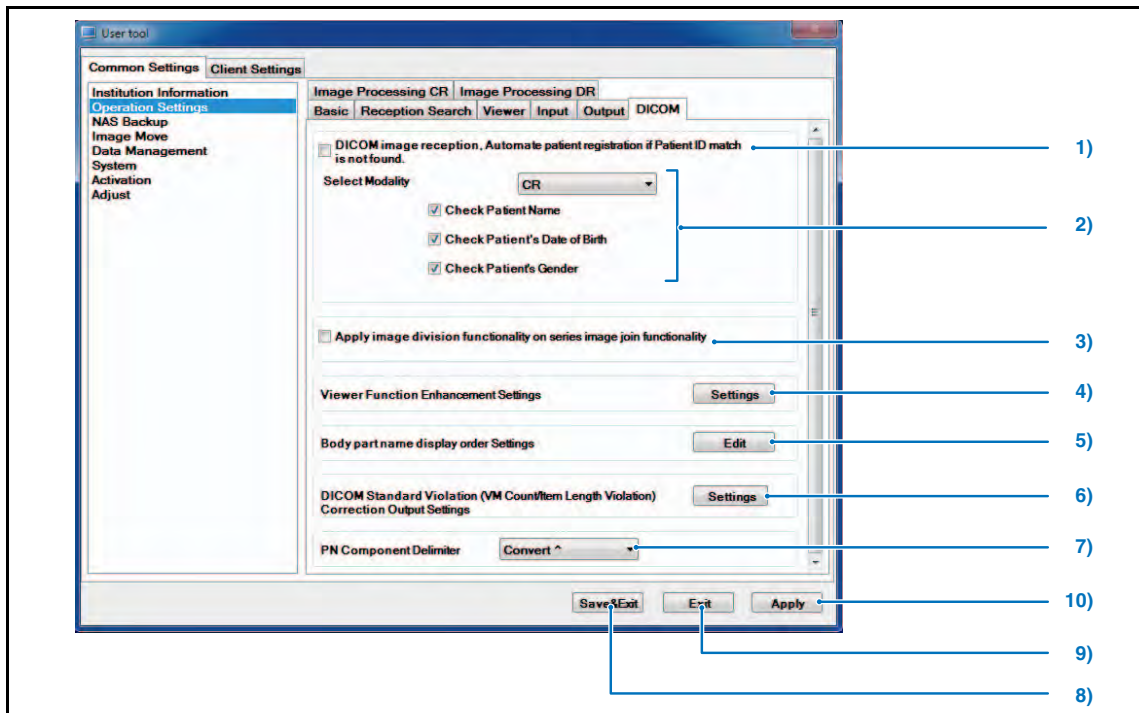 User tool
Common Settings Client Settings
Institution Information
Operation Settings
NAS Backup
Image Move
Data Management
System
Activation
Adjust
Image Processing CR Image Processing DR
Basic Reception Search Viewer Input Output DICOM
DICOM image reception, Automate patient registration if Patient ID match
is not found.
1)
Select Modality CR
Check Patient Name
Check Patient's Date of Birth
Check Patient's Gender
2)
Apply image division functionality on series image join functionality
3)
Viewer Function Enhancement Settings Settings
4)
Body part name display order Settings Edit
5)
DICOM Standard Violation (VM Count/Item Length Violation)
Correction Output Settings
Settings
6)
PN Component Delimiter Convert ^
7)
Save&Exit Exit Apply
10)
9)
8)